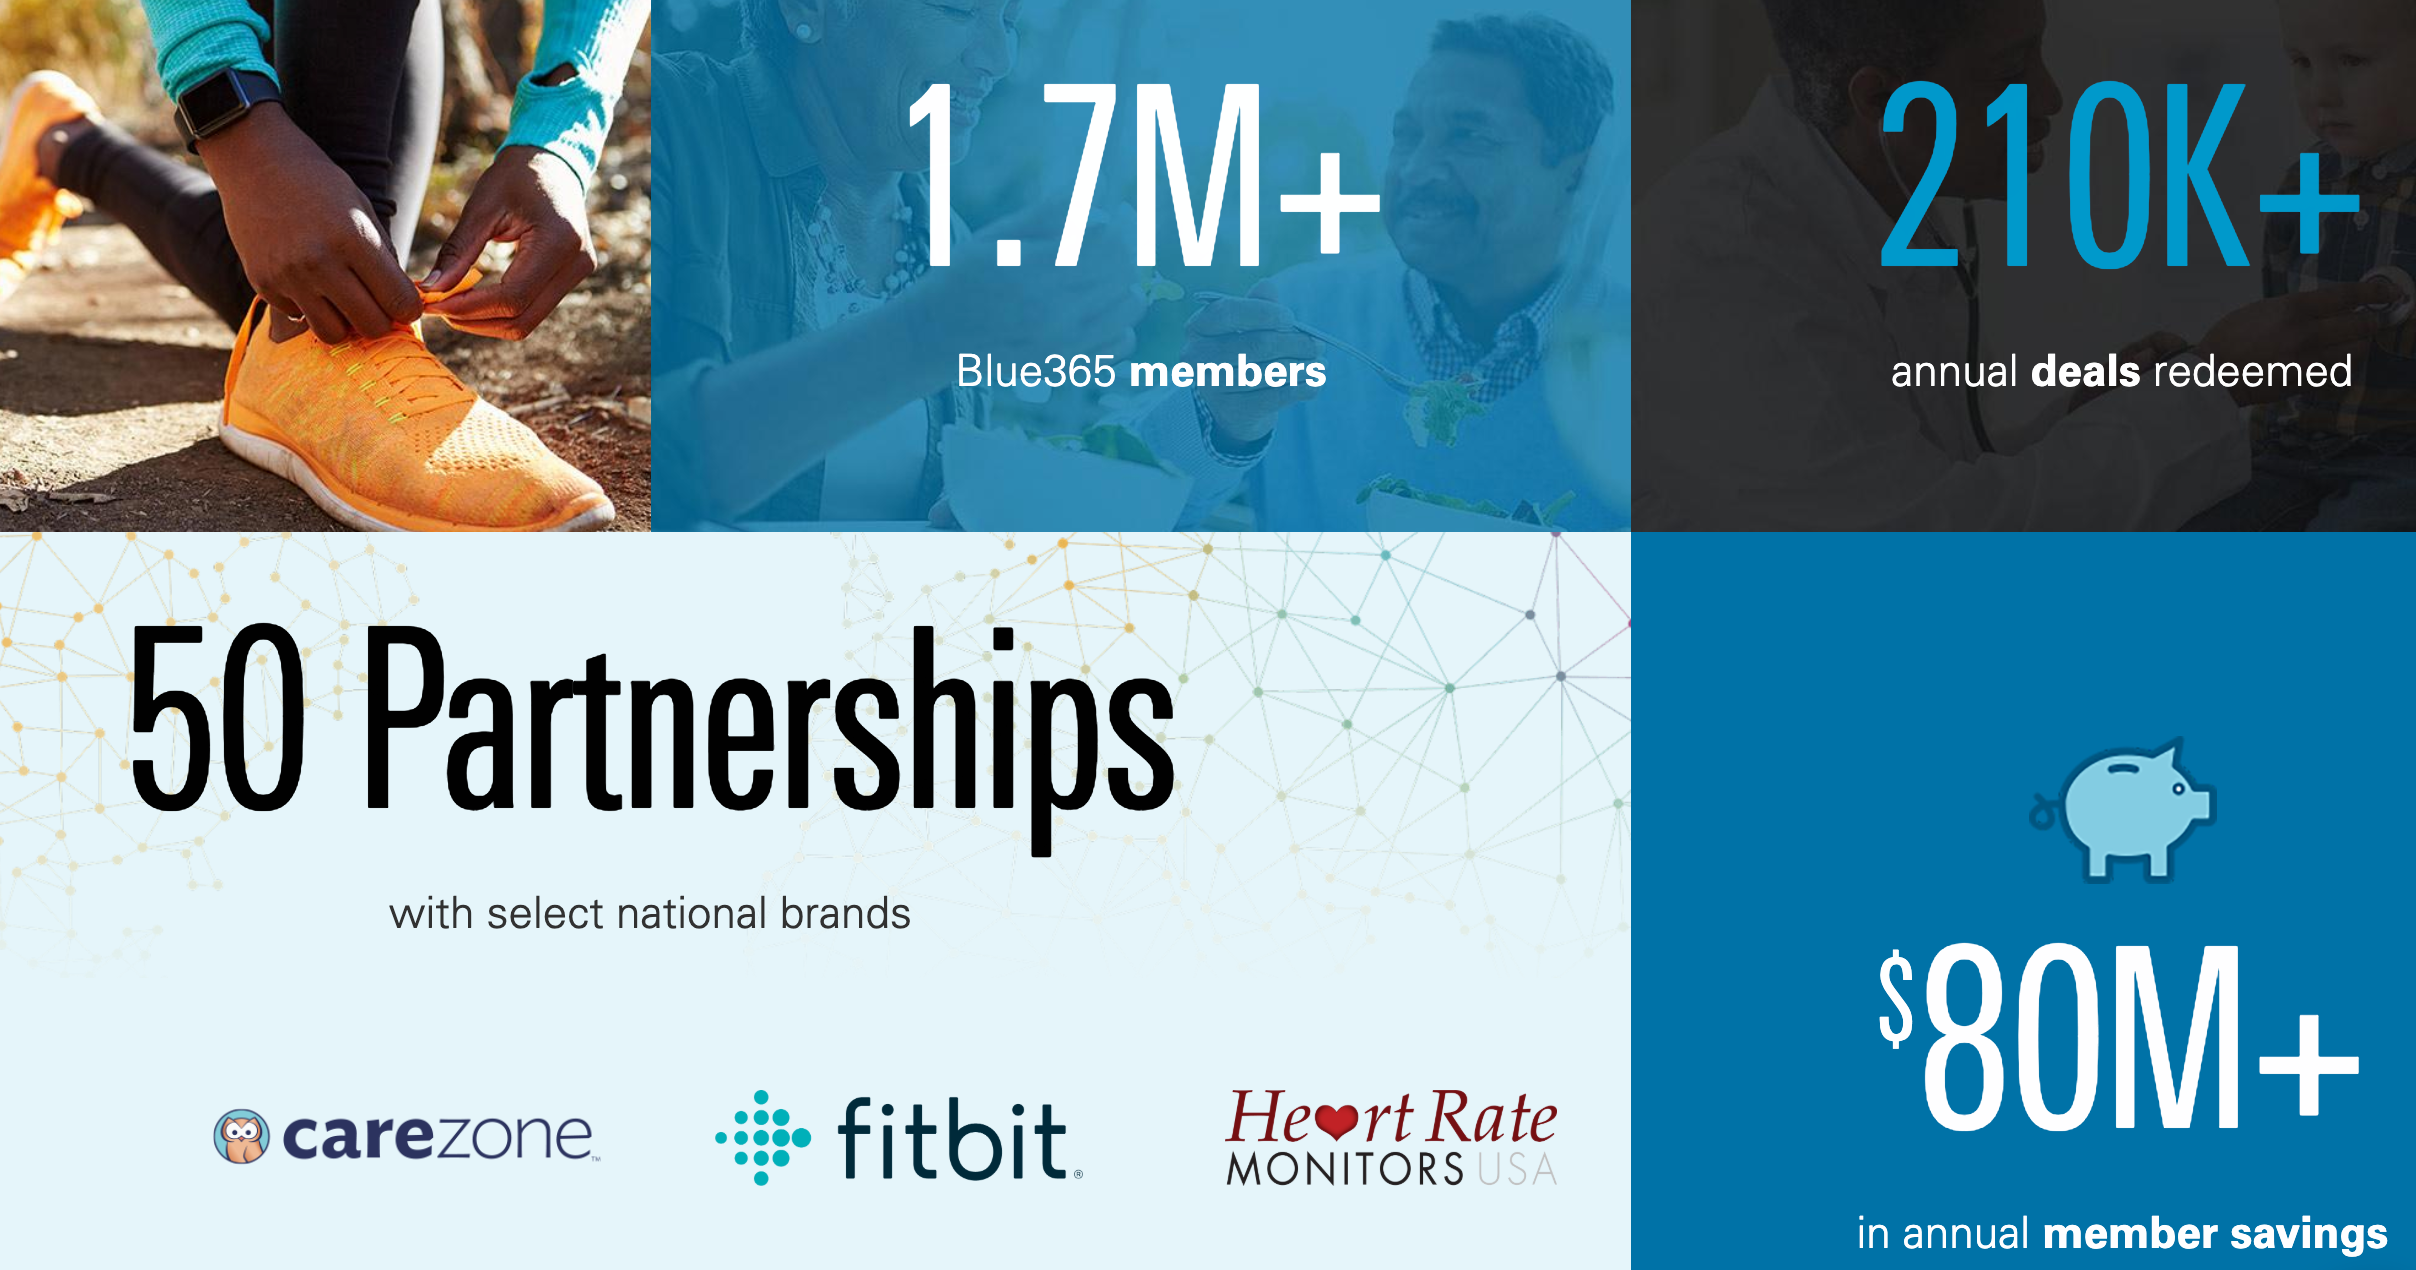 1.7M+
Blue365 members
210K+
annual deals redeemed
50 Partnerships
with select national brands
carezone™
fitbit®
Heart Rate
MONITORS USA
$80M+
in annual member savings